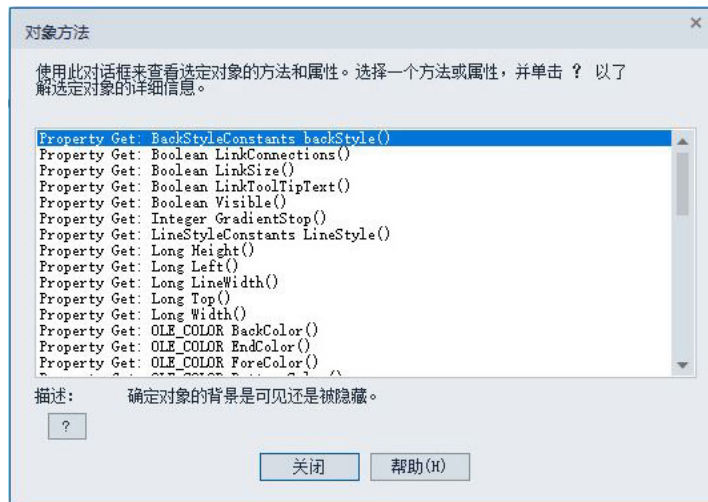 对象方法
使用此对话框来查看选定对象的方法和属性。选择一个方法或属性，并单击 ? 以了
解选定对象的详细信息。
Property Get: BackStyleConstants backStyle()
Property Get: Boolean LinkConnections()
Property Get: Boolean LinkSize()
Property Get: Boolean LinkToolTipText()
Property Get: Boolean Visible()
Property Get: Integer GradientStop()
Property Get: LineStyleConstants LineStyle()
Property Get: Long Height()
Property Get: Long Left()
Property Get: Long LineWidth()
Property Get: Long Top()
Property Get: Long Width()
Property Get: OLE_COLOR BackColor()
Property Get: OLE_COLOR EndColor()
Property Get: OLE_COLOR ForeColor()
描述： 确定对象的背景是可见还是被隐藏。
?
关闭 帮助(H)